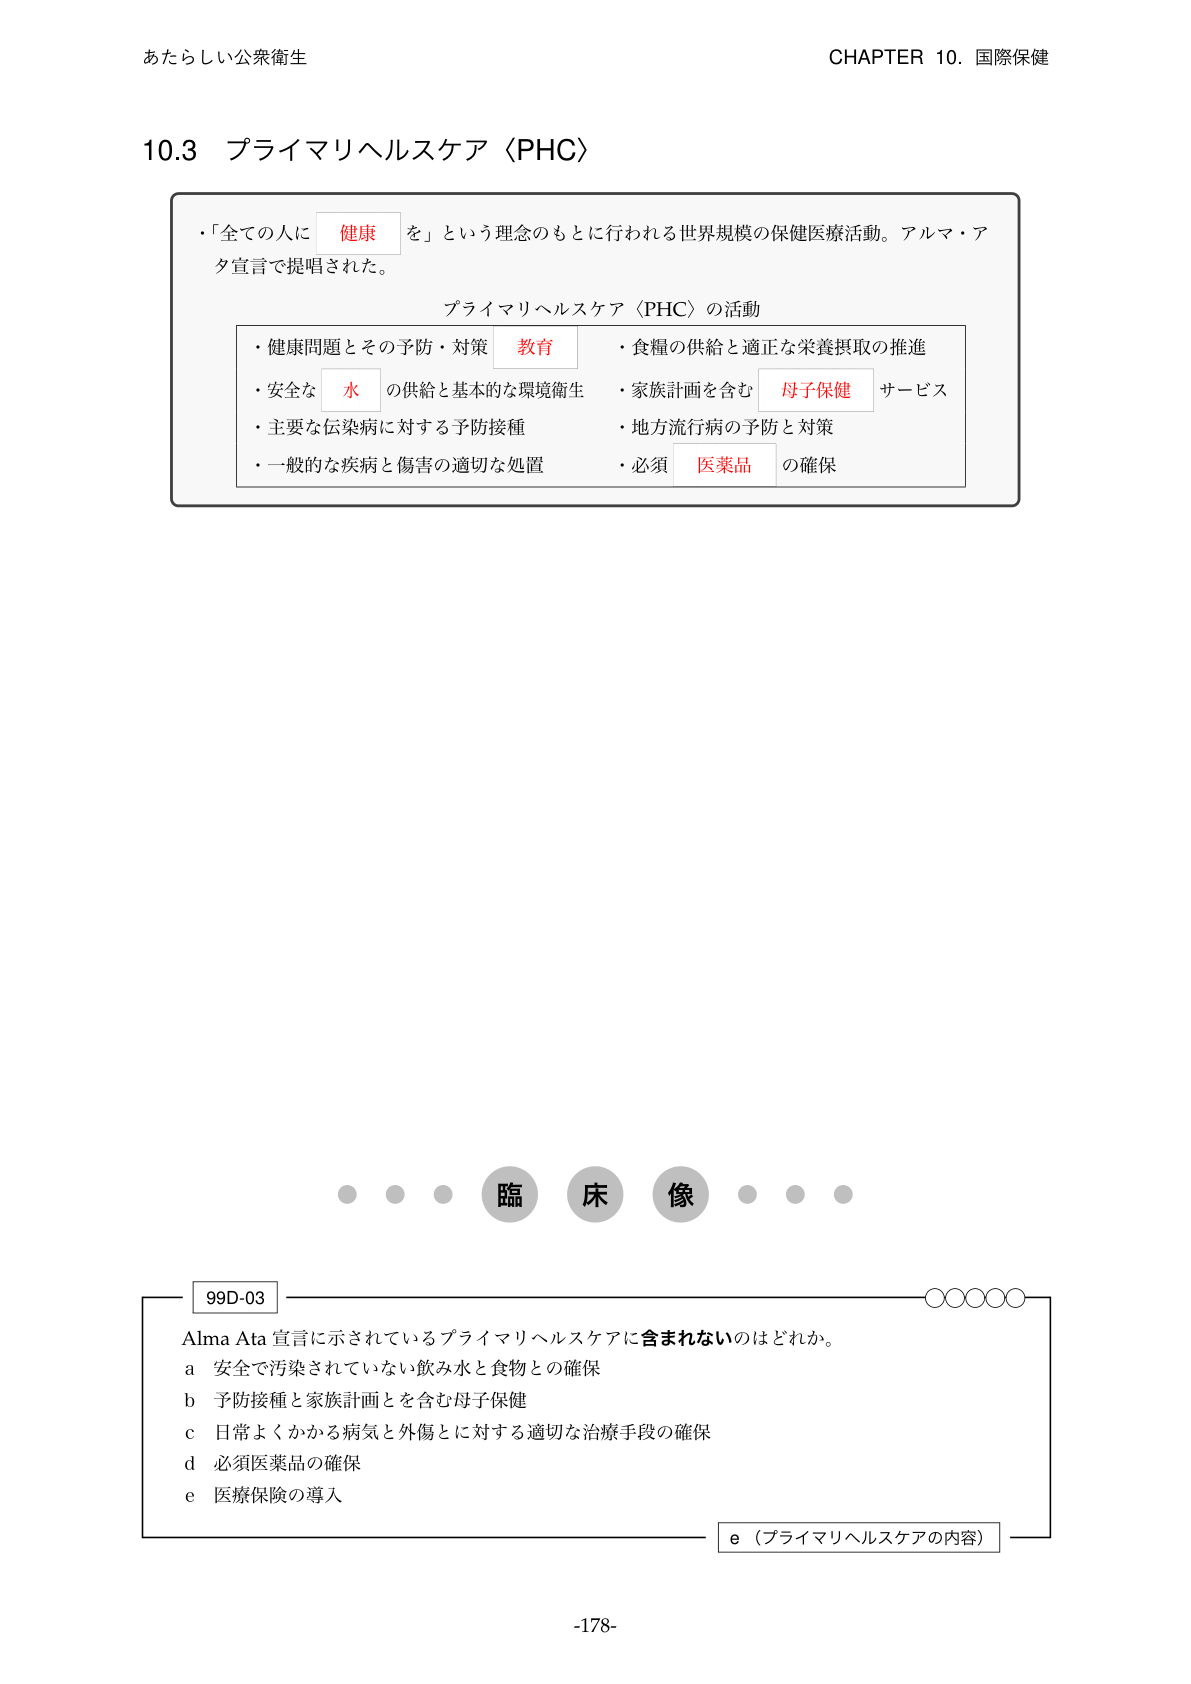 あたらしい公衆衛生
CHAPTER 10. 国際保健
10.3 プライマリヘルスケア〈PHC〉
・「全ての人に 健康 を」という理念のもとに行われる世界規模の保健医療活動。アルマ・ア
タ宣言で提唱された。
プライマリヘルスケア〈PHC〉の活動
・健康問題とその予防・対策 教育 ・食糧の供給と適正な栄養摂取の推進
・安全な 水 の供給と基本的な環境衛生 ・家族計画を含む 母子保健 サービス
・主要な伝染病に対する予防接種 ・地方流行病の予防と対策
・一般的な疾病と傷害の適切な処置 ・必須 医薬品 の確保
臨床像
99D-03
Alma Ata 宣言に示されているプライマリヘルスケアに含まれないのはどれか。
a 安全で汚染されていない飲み水と食物との確保
b 予防接種と家族計画とを含む母子保健
c 日常よくかかる病気と外傷とに対する適切な治療手段の確保
d 必須医薬品の確保
e 医療保険の導入
e （プライマリヘルスケアの内容）
-178-